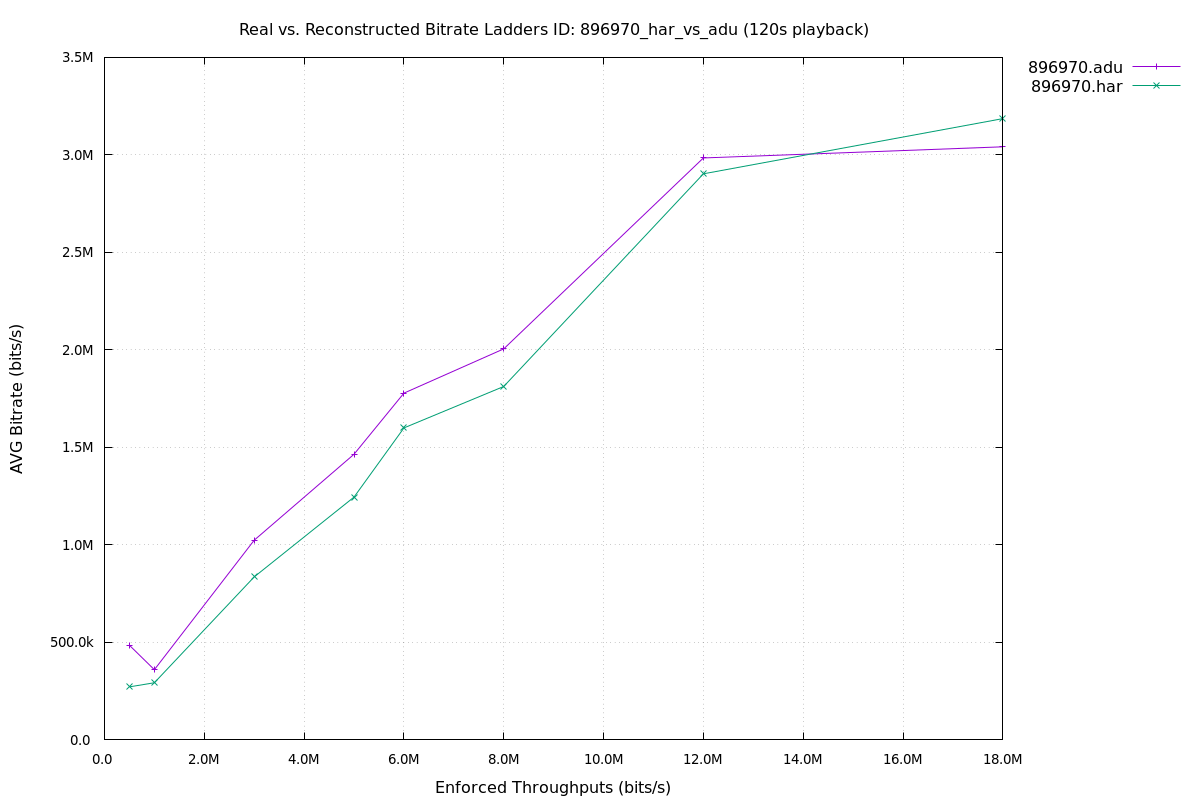 Real vs. Reconstructed Bitrate Ladders ID: 896970_har_vs_adu (120s playback)
896970.adu
896970.har
3.5M
3.0M
2.5M
2.0M
1.5M
1.0M
500.0k
0.0
AVG Bitrate (bits/s)
0.0 2.0M 4.0M 6.0M 8.0M 10.0M 12.0M 14.0M 16.0M 18.0M
Enforced Throughputs (bits/s)